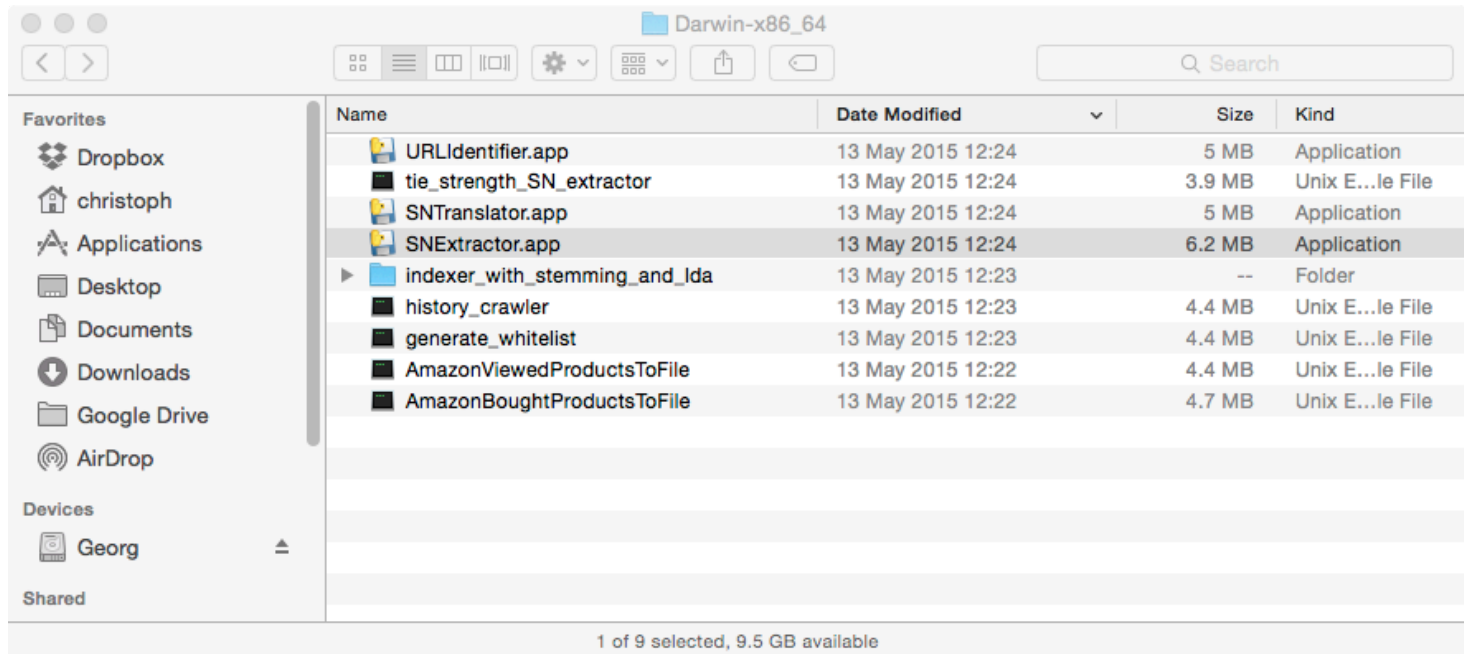 Darwin-x86_64
Search
Favorites
Dropbox
christoph
Applications
Desktop
Documents
Downloads
Google Drive
AirDrop
Devices
Georg
Shared
Name Date Modified Size Kind
URLIdentifier.app 13 May 2015 12:24 5 MB Application
tie_strength_SN_extractor 13 May 2015 12:24 3.9 MB Unix E...le File
SNTranslator.app 13 May 2015 12:24 5 MB Application
SNExtractor.app 13 May 2015 12:24 6.2 MB Application
indexer_with_stemming_and_lda 13 May 2015 12:23 -- Folder
history_crawler 13 May 2015 12:23 4.4 MB Unix E...le File
generate_whitelist 13 May 2015 12:23 4.4 MB Unix E...le File
AmazonViewedProductsToFile 13 May 2015 12:22 4.4 MB Unix E...le File
AmazonBoughtProductsToFile 13 May 2015 12:22 4.7 MB Unix E...le File
1 of 9 selected, 9.5 GB available